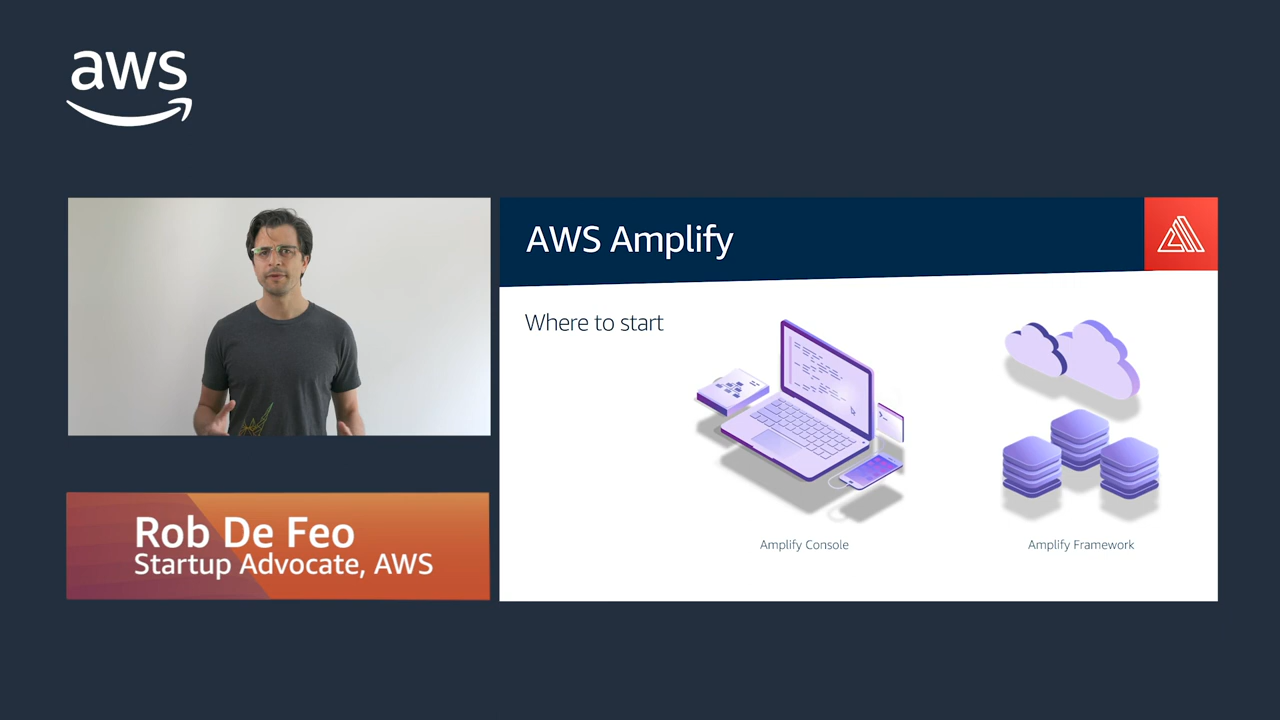 aws
AWS Amplify
Where to start
Amplify Console
Amplify Framework
Rob De Feo
Startup Advocate, AWS